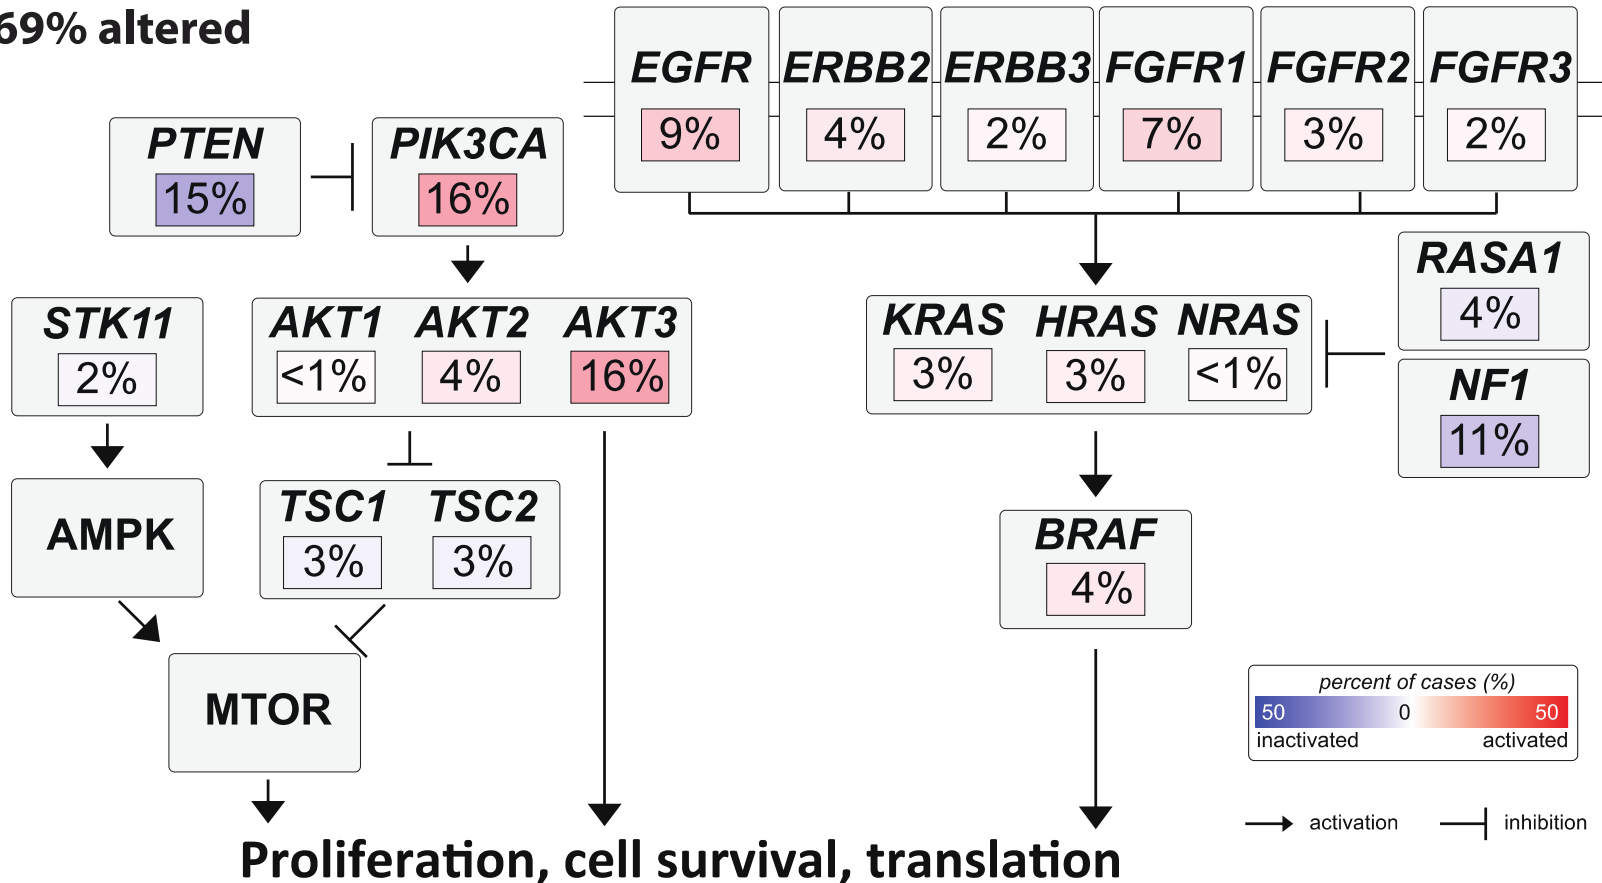 69% altered
EGFR ERBB2 ERBB3 FGFR1 FGFR2 FGFR3
9% 4% 2% 7% 3% 2%
PTEN PIK3CA
15% 16%
RASA1
4%
STK11
2%
AKT1 AKT2 AKT3
<1% 4% 16%
KRAS HRAS NRAS
3% 3% <1%
NF1
11%
AMPK
TSC1 TSC2
3% 3%
BRAF
4%
MTOR
percent of cases (%)
50 0 50
inactivated activated
activation inhibition
Proliferation, cell survival, translation